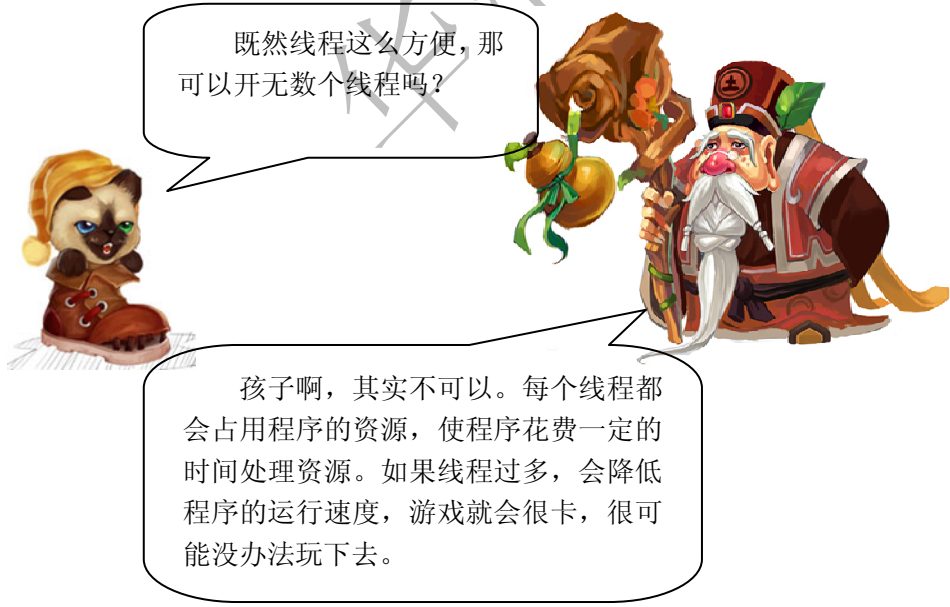 既然线程这么方便，那
可以开无数个线程吗？
土
孩子啊，其实不可以。每个线程都
会占用程序的资源，使程序花费一定的
时间处理资源。如果线程过多，会降低
程序的运行速度，游戏就会很卡，很可
能没办法玩下去。
华